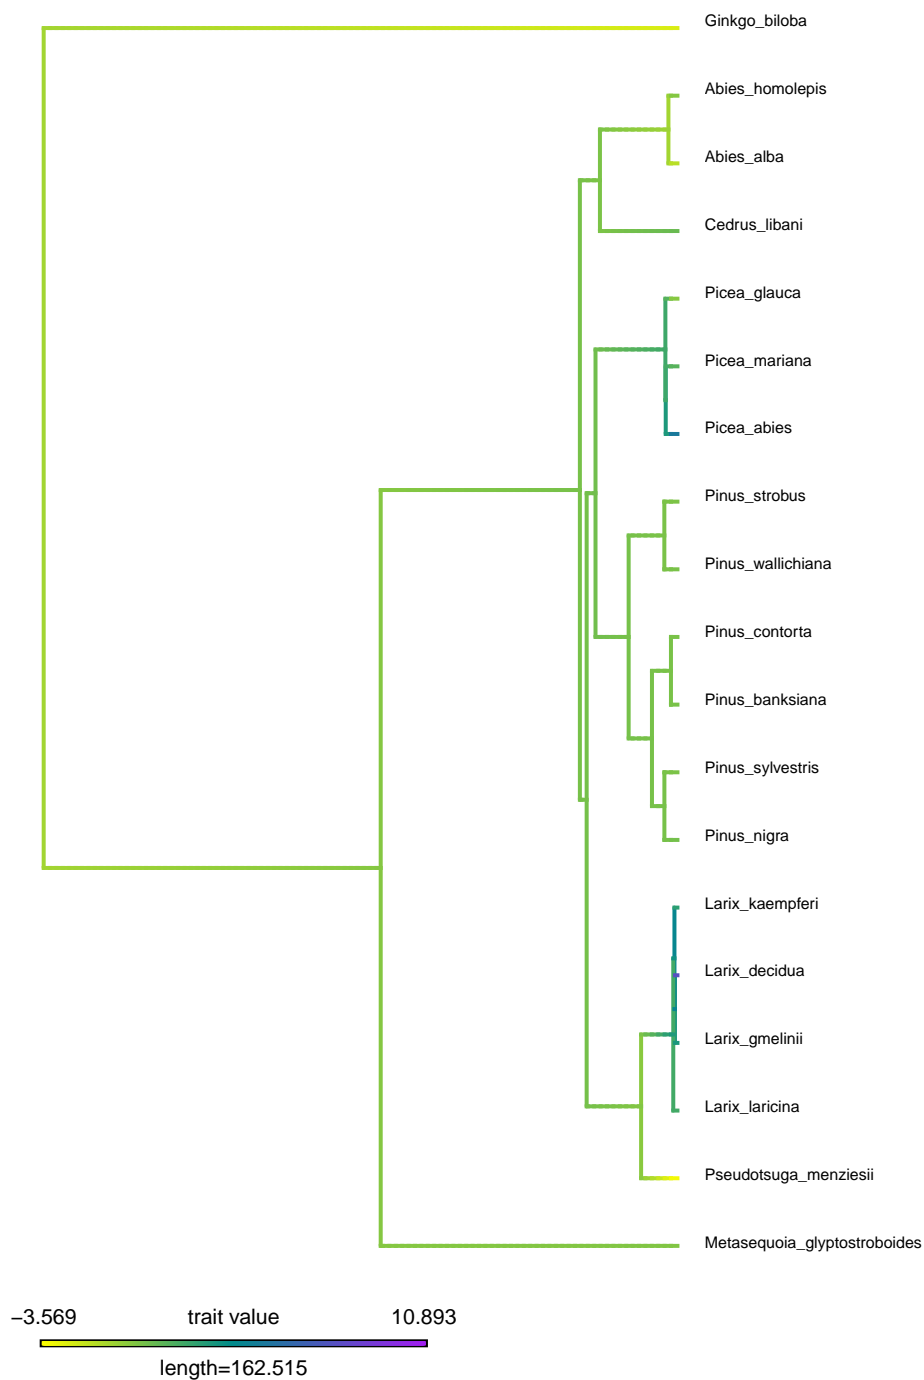 Ginkgo_biloba
Abies_homolepis
Abies_alba
Cedrus_libani
Picea_glauca
Picea_mariana
Picea_abies
Pinus_strobus
Pinus_wallichiana
Pinus_contorta
Pinus_banksiana
Pinus_sylvestris
Pinus_nigra
Larix_kaempferi
Larix_decidua
Larix_gmelinii
Larix_laricina
Pseudotsuga_menziesii
Metasequoia_glyptostroboides
−3.569 trait value 10.893
length=162.515